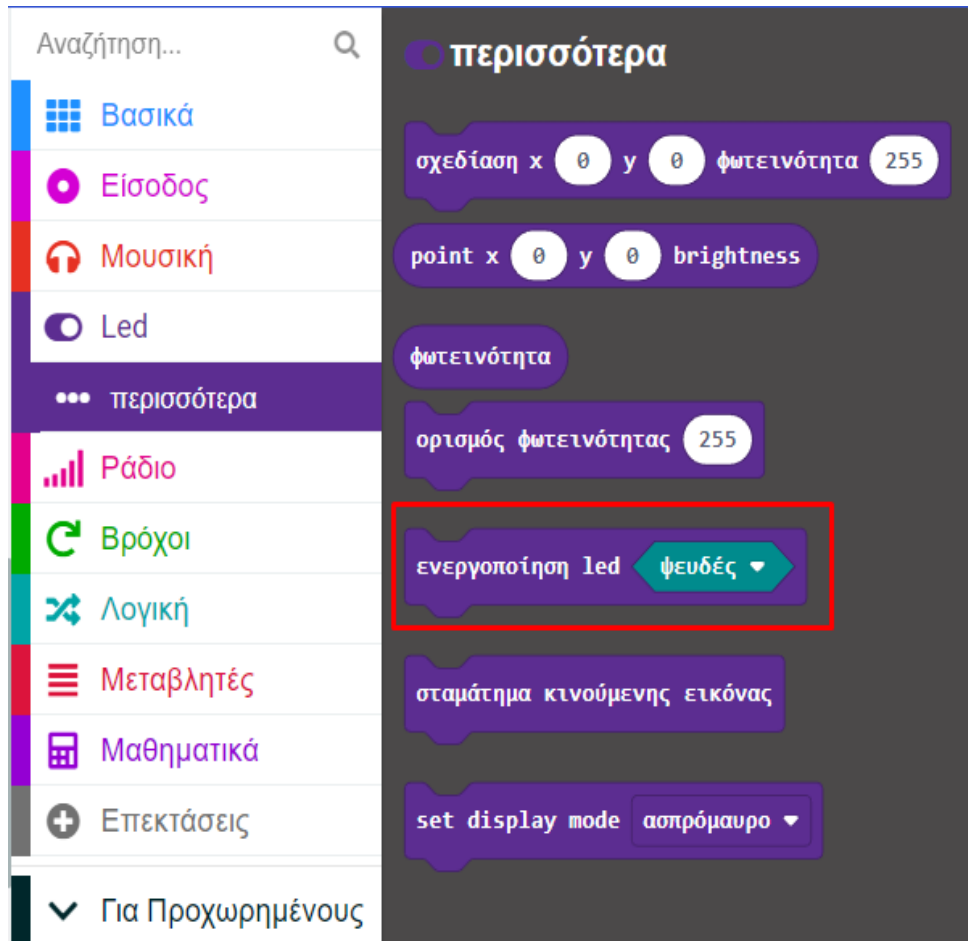 Αναζήτηση...
Βασικά
Είσοδος
Μουσική
Led
περισσότερα
Ράδιο
Βρόχοι
Λογική
Μεταβλητές
Μαθηματικά
Επεκτάσεις
Για Προχωρημένους
περισσότερα
σχεδίαση x 0 y 0 φωτεινότητα 255
point x 0 y 0 brightness
φωτεινότητα
ορισμός φωτεινότητας 255
ενεργοποίηση led ψευδές
σταμάτημα κινούμενης εικόνας
set display mode ασπρόμαυρο